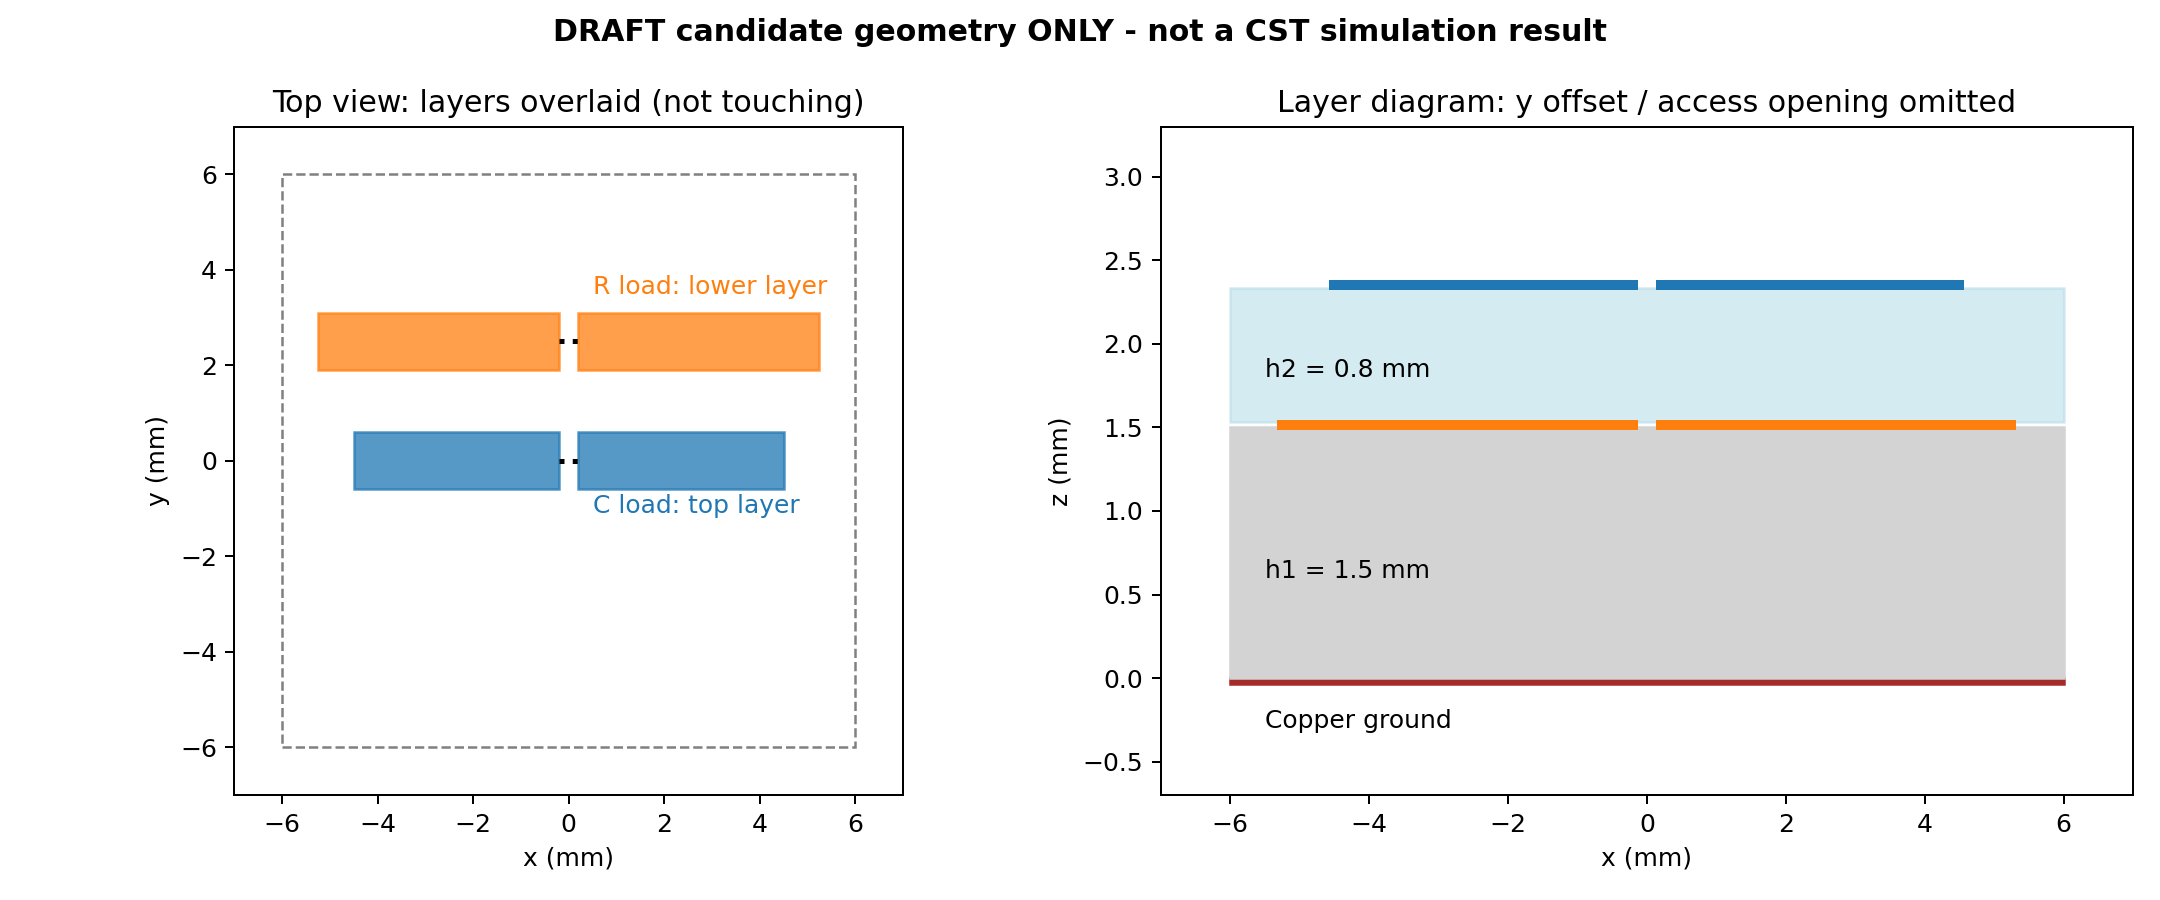 DRAFT candidate geometry ONLY - not a CST simulation result
Top view: layers overlaid (not touching)
6
4
2
0
−2
−4
−6
y (mm)
R load: lower layer
C load: top layer
−6
−4
−2
0
2
4
6
x (mm)
Layer diagram: y offset / access opening omitted
3.0
2.5
2.0
1.5
1.0
0.5
0.0
−0.5
z (mm)
h2 = 0.8 mm
h1 = 1.5 mm
Copper ground
−6
−4
−2
0
2
4
6
x (mm)